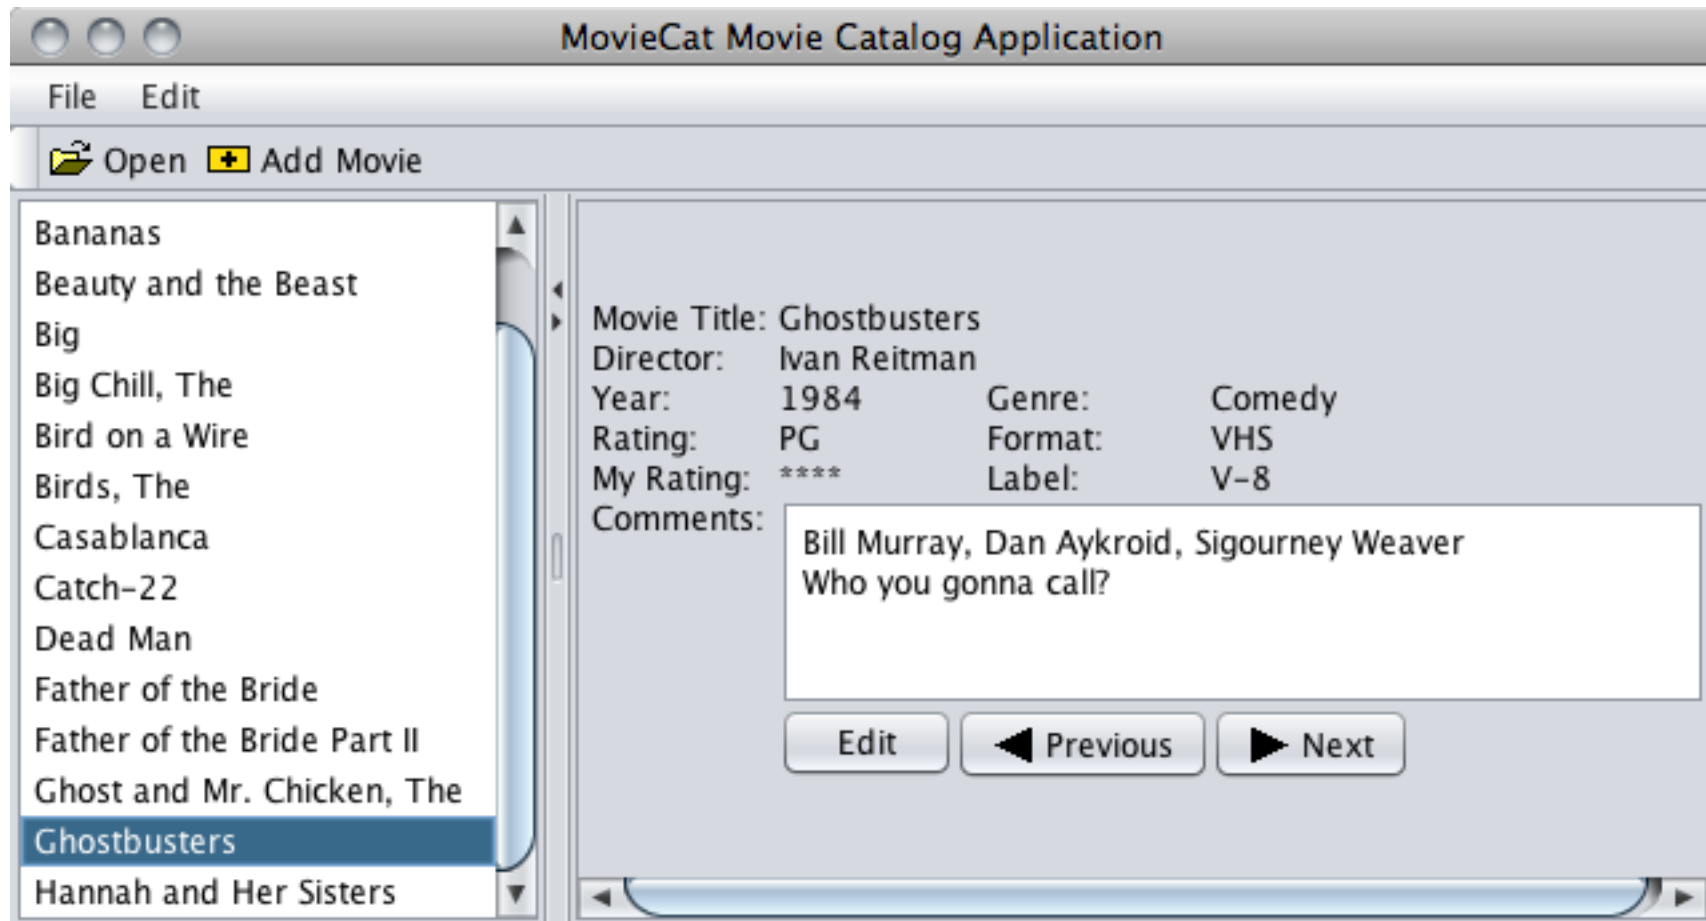 MovieCat Movie Catalog Application
File Edit
Open Add Movie
Bananas
Beauty and the Beast
Big
Big Chill, The
Bird on a Wire
Birds, The
Casablanca
Catch-22
Dead Man
Father of the Bride
Father of the Bride Part II
Ghost and Mr. Chicken, The
Ghostbusters
Hannah and Her Sisters
Movie Title: Ghostbusters
Director: Ivan Reitman
Year: 1984 Genre: Comedy
Rating: PG Format: VHS
My Rating: **** Label: V-8
Comments:
Bill Murray, Dan Aykroid, Sigourney Weaver
Who you gonna call?
Edit Previous Next